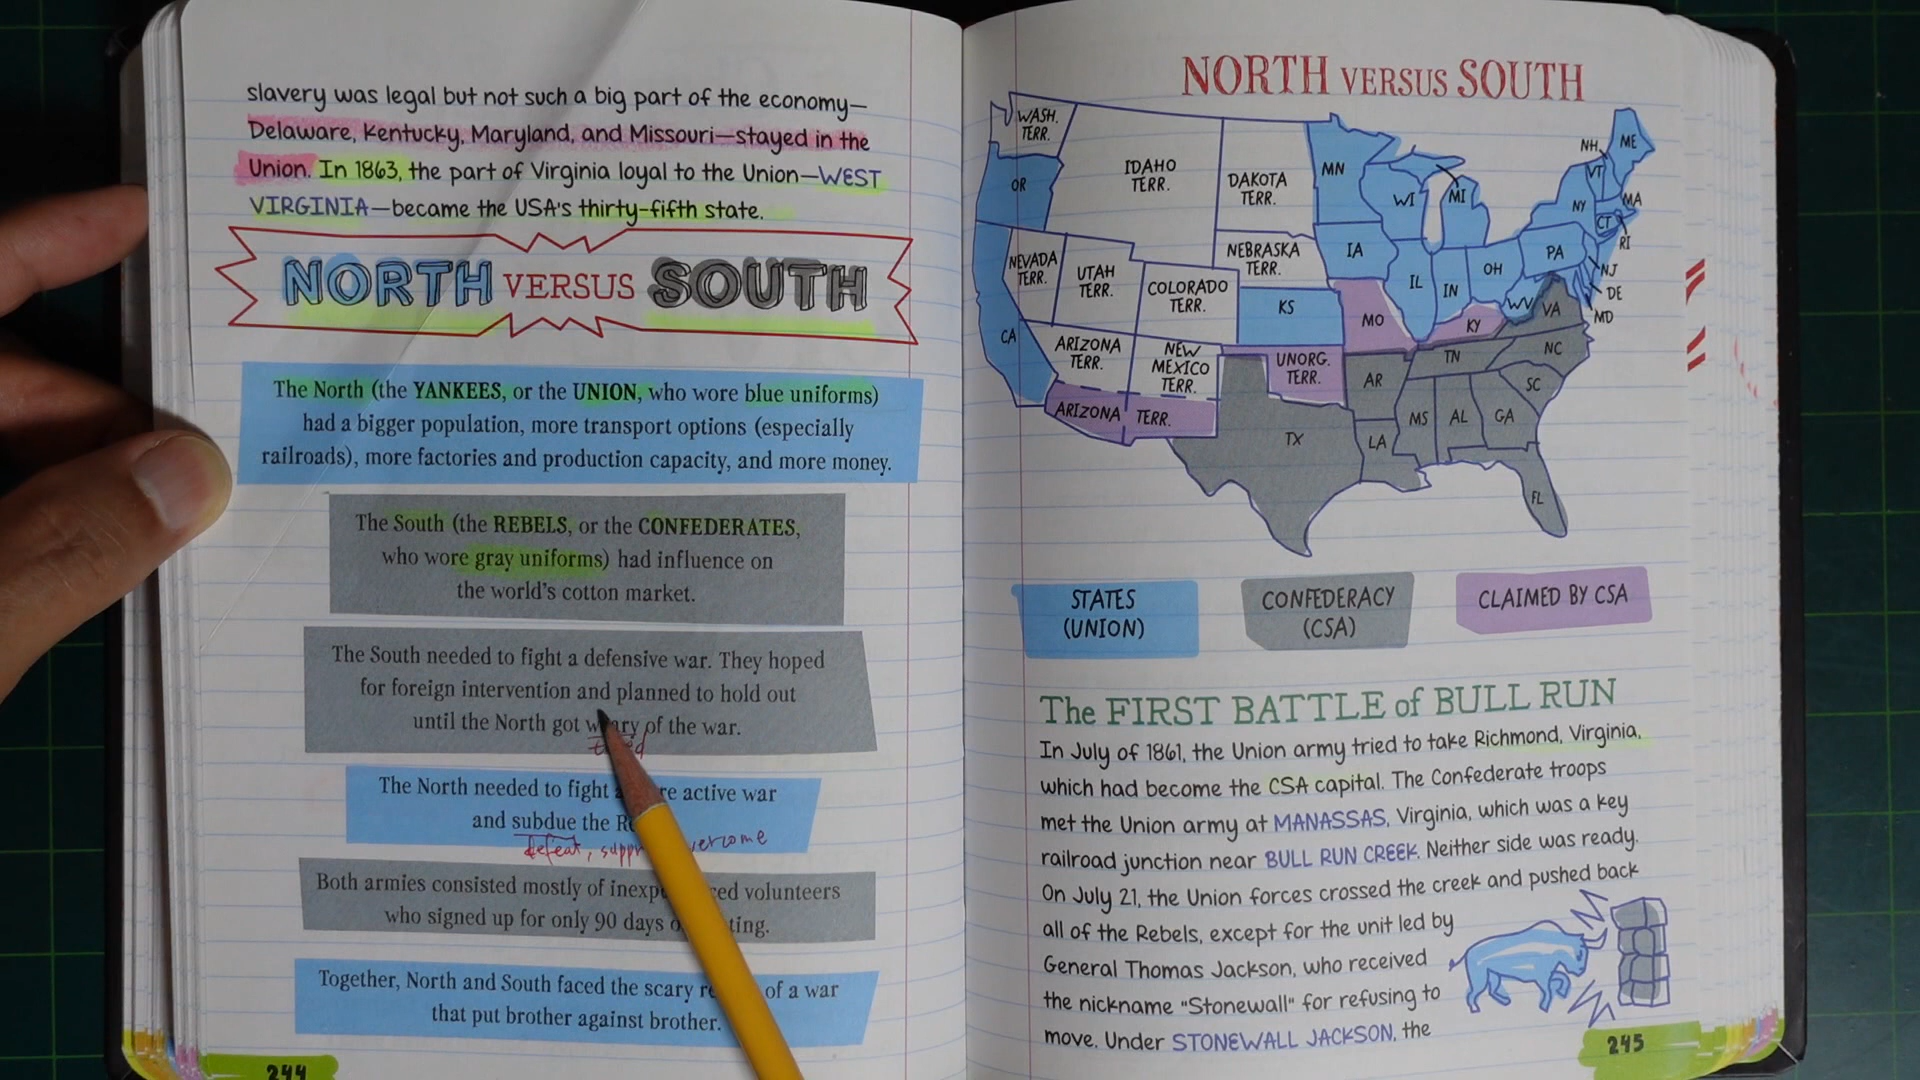 slavery was legal but not such a big part of the economy—
Delaware, Kentucky, Maryland, and Missouri—stayed in the
Union. In 1863, the part of Virginia loyal to the Union—WEST
VIRGINIA—became the USA's thirty-fifth state.
NORTH VERSUS SOUTH
The North (the YANKEES, or the UNION, who wore blue uniforms)
had a bigger population, more transport options (especially
railroads), more factories and production capacity, and more money.
The South (the REBELS, or the CONFEDERATES,
who wore gray uniforms) had influence on
the world's cotton market.
The South needed to fight a defensive war. They hoped
for foreign intervention and planned to hold out
until the North got weary of the war.
The North needed to fight active war
and subdue the
defeat,
Both armies consisted mostly of volunteers
who signed up for only 90 days
Together, North and South faced the scary of a war
that put brother against brother.
244
NORTH VERSUS SOUTH
WASH.
TERR.
OR
IDAHO
TERR.
DAKOTA
TERR.
MN
WI
MI
NH
VT
ME
NY
MA
CT
RI
NEVADA
TERR.
UTAH
TERR.
COLORADO
TERR.
NEBRASKA
TERR.
IA
IL
IN
OH
PA
NJ
DE
MD
CA
ARIZONA
TERR.
NEW
MEXICO
TERR.
KS
MO
KY
WV
VA
UNORG.
TERR.
ARIZONA TERR.
TX
AR
LA
TN
MS
AL
GA
NC
SC
FL
STATES
(UNION)
CONFEDERACY
(CSA)
CLAIMED BY CSA
The FIRST BATTLE of BULL RUN
In July of 1861, the Union army tried to take Richmond, Virginia,
which had become the CSA capital. The Confederate troops
met the Union army at MANASSAS, Virginia, which was a key
railroad junction near BULL RUN CREEK. Neither side was ready.
On July 21, the Union forces crossed the creek and pushed back
all of the Rebels, except for the unit led by
General Thomas Jackson, who received
the nickname "Stonewall" for refusing to
move. Under STONEWALL JACKSON, the
245